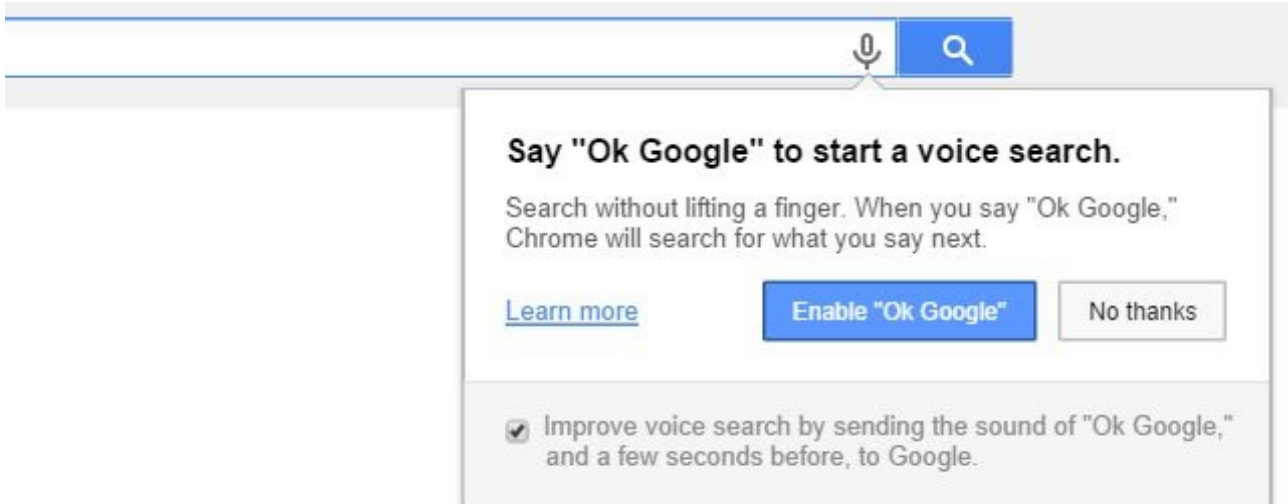 Say "Ok Google" to start a voice search.
Search without lifting a finger. When you say "Ok Google,"
Chrome will search for what you say next.
Learn more
Enable "Ok Google"
No thanks
Improve voice search by sending the sound of "Ok Google,"
and a few seconds before, to Google.